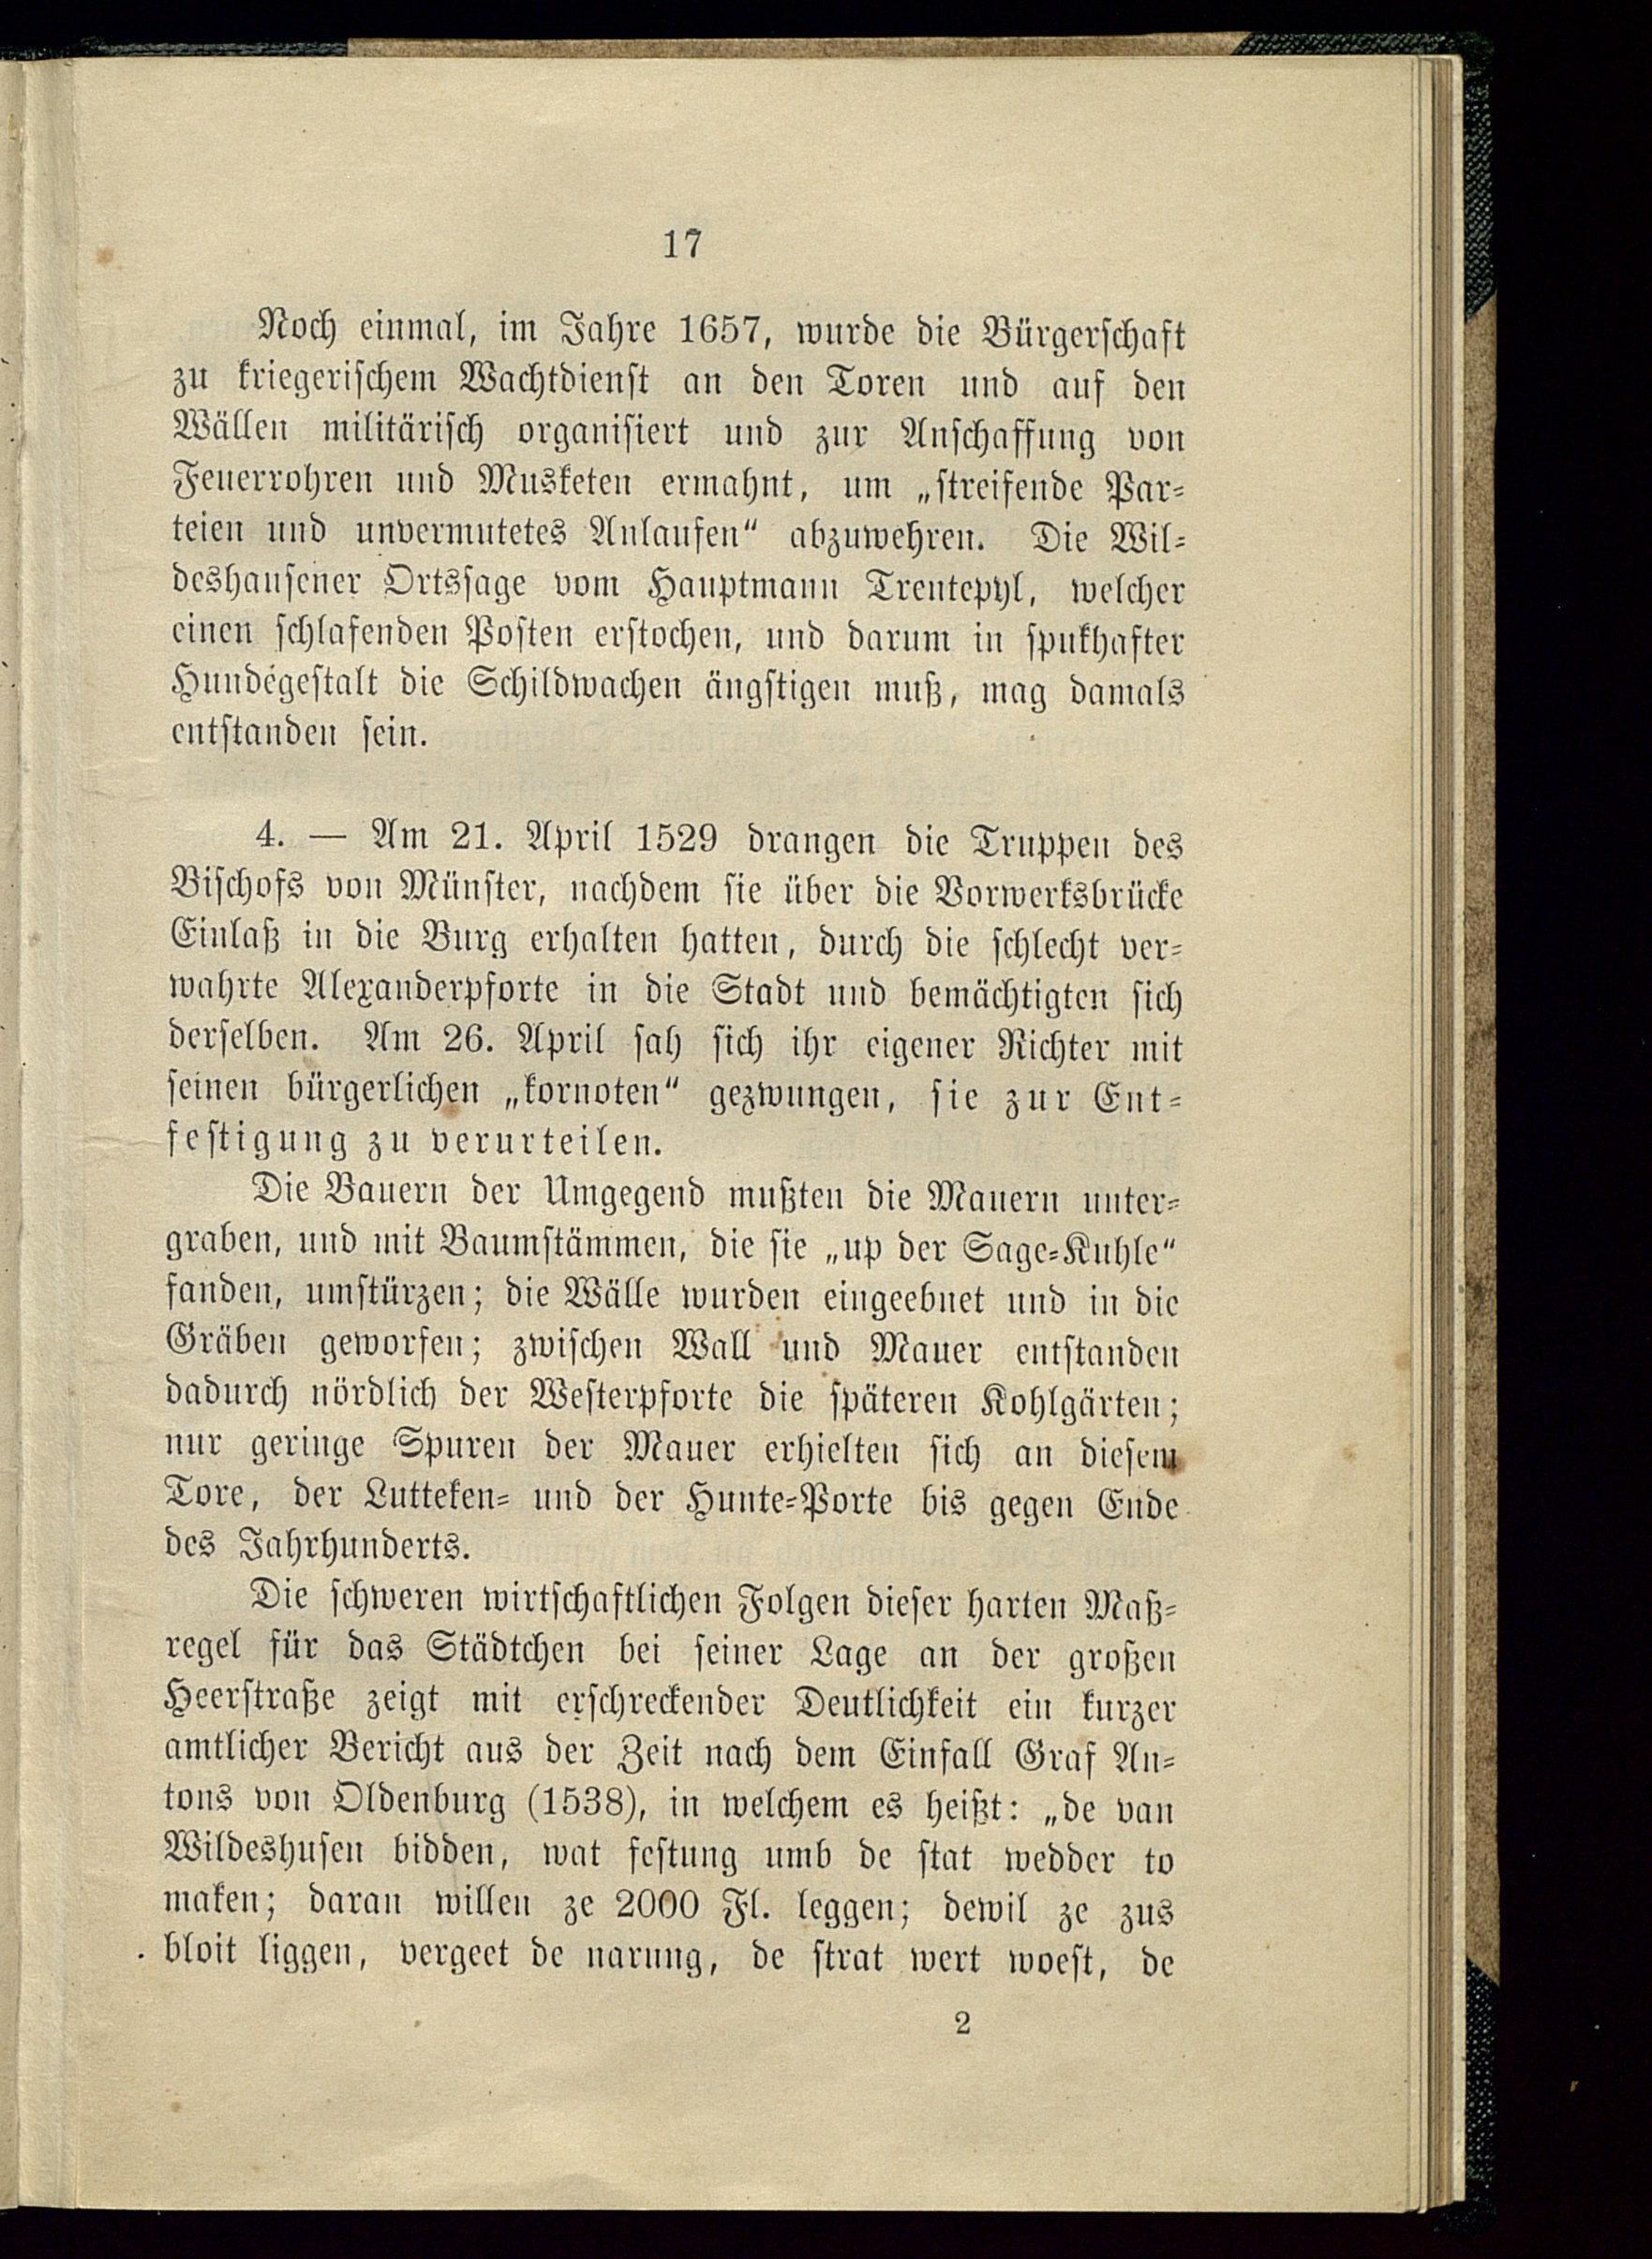 17
Noch einmal, im Jahre 1657, wurde die Bürgerschaft
zu kriegerischem Wachtdienst an den Toren und auf den
Wällen militärisch organisiert und zur Anschaffung von
Feuerrohren und Musketen ermahnt, um „streifende Par-
teien und unvermutetes Anlaufen“ abzuwehren. Die Wil-
deshausener Ortssage vom Hauptmann Trentepyl, welcher
einen schlafenden Posten erstochen, und darum in spukhafter
Hundegestalt die Schildwachen ängstigen muß, mag damals
entstanden sein.
4. — Am 21. April 1529 drangen die Truppen des
Bischofs von Münster, nachdem sie über die Vorwerksbrücke
Einlaß in die Burg erhalten hatten, durch die schlecht ver-
wahrte Alexanderpforte in die Stadt und bemächtigten sich
derselben. Am 26. April sah sich ihr eigener Richter mit
seinen bürgerlichen „kornoten“ gezwungen, sie zur Ent-
festigung zu verurteilen.
Die Bauern der Umgegend mußten die Mauern unter-
graben, und mit Baumstämmen, die sie „up der Sage-Kuhle“
fanden, umstürzen; die Wälle wurden eingeebnet und in die
Gräben geworfen; zwischen Wall und Mauer entstanden
dadurch nördlich der Westerpforte die späteren Kohlgärten;
nur geringe Spuren der Mauer erhielten sich an diesem
Tore, der Lutteken- und der Hunte-Porte bis gegen Ende
des Jahrhunderts.
Die schweren wirtschaftlichen Folgen dieser harten Maß-
regel für das Städtchen bei seiner Lage an der großen
Heerstraße zeigt mit erschreckender Deutlichkeit ein kurzer
amtlicher Bericht aus der Zeit nach dem Einfall Graf An-
tons von Oldenburg (1538), in welchem es heißt: „de van
Wildeshusen bidden, wat festung umb de stat wedder to
maken; daran willen ze 2000 Fl. leggen; dewil ze zus
bloit liggen, vergeet de narung, de strat wert woest, de
2